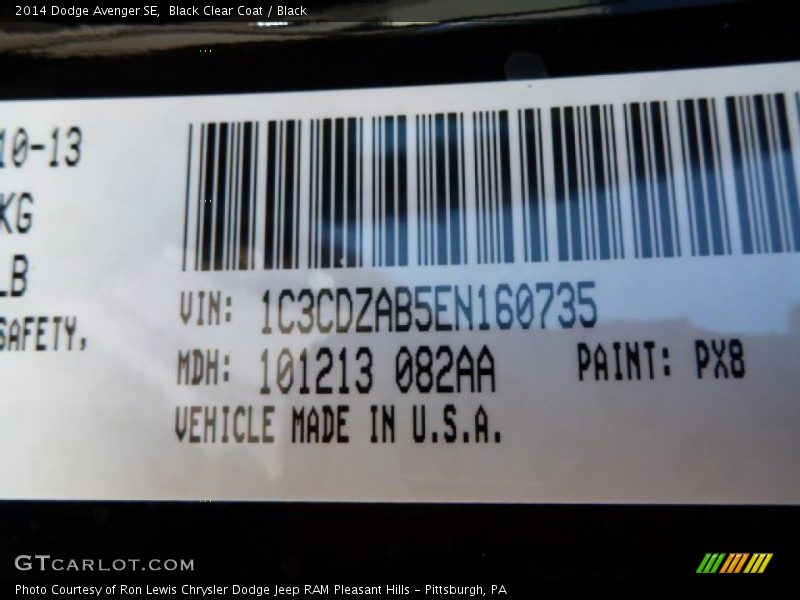 2014 Dodge Avenger SE,  Black Clear Coat / Black
10-13
KG
LB
SAFETY,
VIN: 1C3CDZAB5EN160735
MDH: 101213 082AA PAINT: PX8
VEHICLE MADE IN U.S.A.
GTCARLOT.COM
Photo Courtesy of Ron Lewis Chrysler Dodge Jeep RAM Pleasant Hills - Pittsburgh, PA